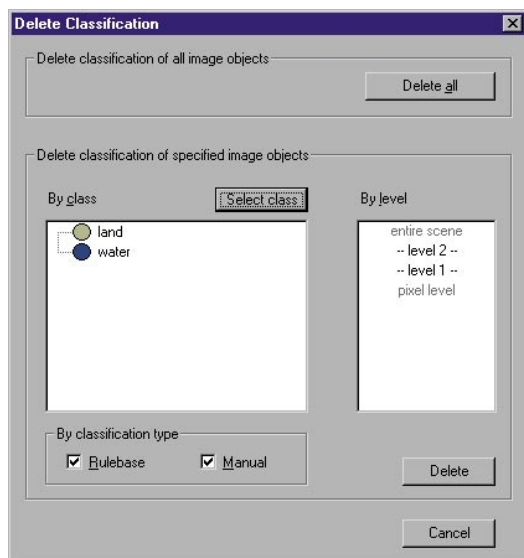 Delete Classification
Delete classification of all image objects
Delete all
Delete classification of specified image objects
By class
Select class
land
water
By level
entire scene
-- level 2 --
-- level 1 --
pixel level
By classification type
Rulebase
Manual
Delete
Cancel